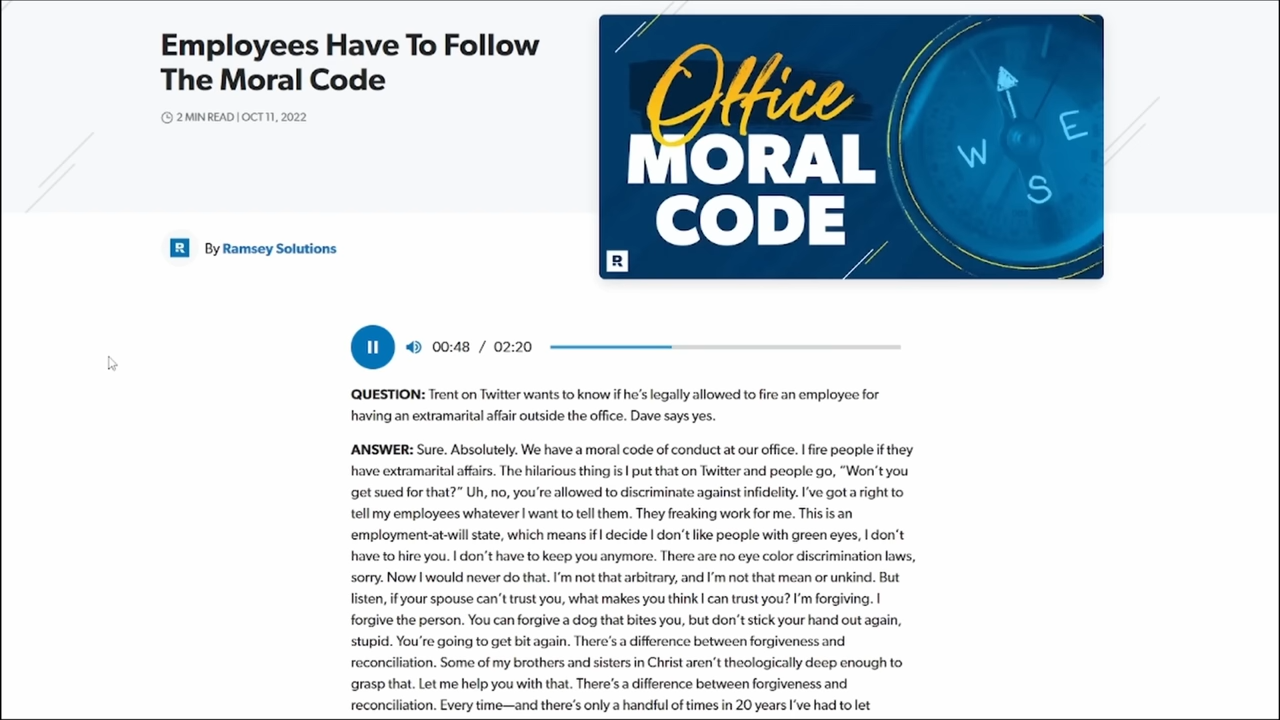 Employees Have To Follow
The Moral Code
2 MIN READ | OCT 11, 2022
Office
MORAL
CODE
W
E
S
R
R
By Ramsey Solutions
00:48 / 02:20
QUESTION: Trent on Twitter wants to know if he’s legally allowed to fire an employee for
having an extramarital affair outside the office. Dave says yes.
ANSWER: Sure. Absolutely. We have a moral code of conduct at our office. I fire people if they
have extramarital affairs. The hilarious thing is I put that on Twitter and people go, “Won’t you
get sued for that?” Uh, no, you’re allowed to discriminate against infidelity. I’ve got a right to
tell my employees whatever I want to tell them. They freaking work for me. This is an
employment-at-will state, which means if I decide I don’t like people with green eyes, I don’t
have to hire you. I don’t have to keep you anymore. There are no eye color discrimination laws,
sorry. Now I would never do that. I’m not that arbitrary, and I’m not that mean or unkind. But
listen, if your spouse can’t trust you, what makes you think I can trust you? I’m forgiving. I
forgive the person. You can forgive a dog that bites you, but don’t stick your hand out again,
stupid. You’re going to get bit again. There’s a difference between forgiveness and
reconciliation. Some of my brothers and sisters in Christ aren’t theologically deep enough to
grasp that. Let me help you with that. There’s a difference between forgiveness and
reconciliation. Every time—and there’s only a handful of times in 20 years I’ve had to let